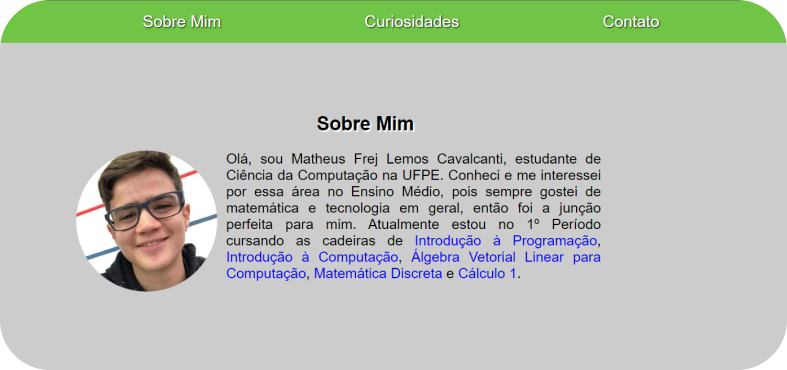 Sobre Mim
Curiosidades
Contato
Sobre Mim
Olá, sou Matheus Frej Lemos Cavalcanti, estudante de
Ciência da Computação na UFPE. Conheci e me interessei
por essa área no Ensino Médio, pois sempre gostei de
matemática e tecnologia em geral, então foi a junção
perfeita para mim. Atualmente estou no 1º Período
cursando as cadeiras de Introdução à Programação,
Introdução à Computação, Álgebra Vetorial Linear para
Computação, Matemática Discreta e Cálculo 1.